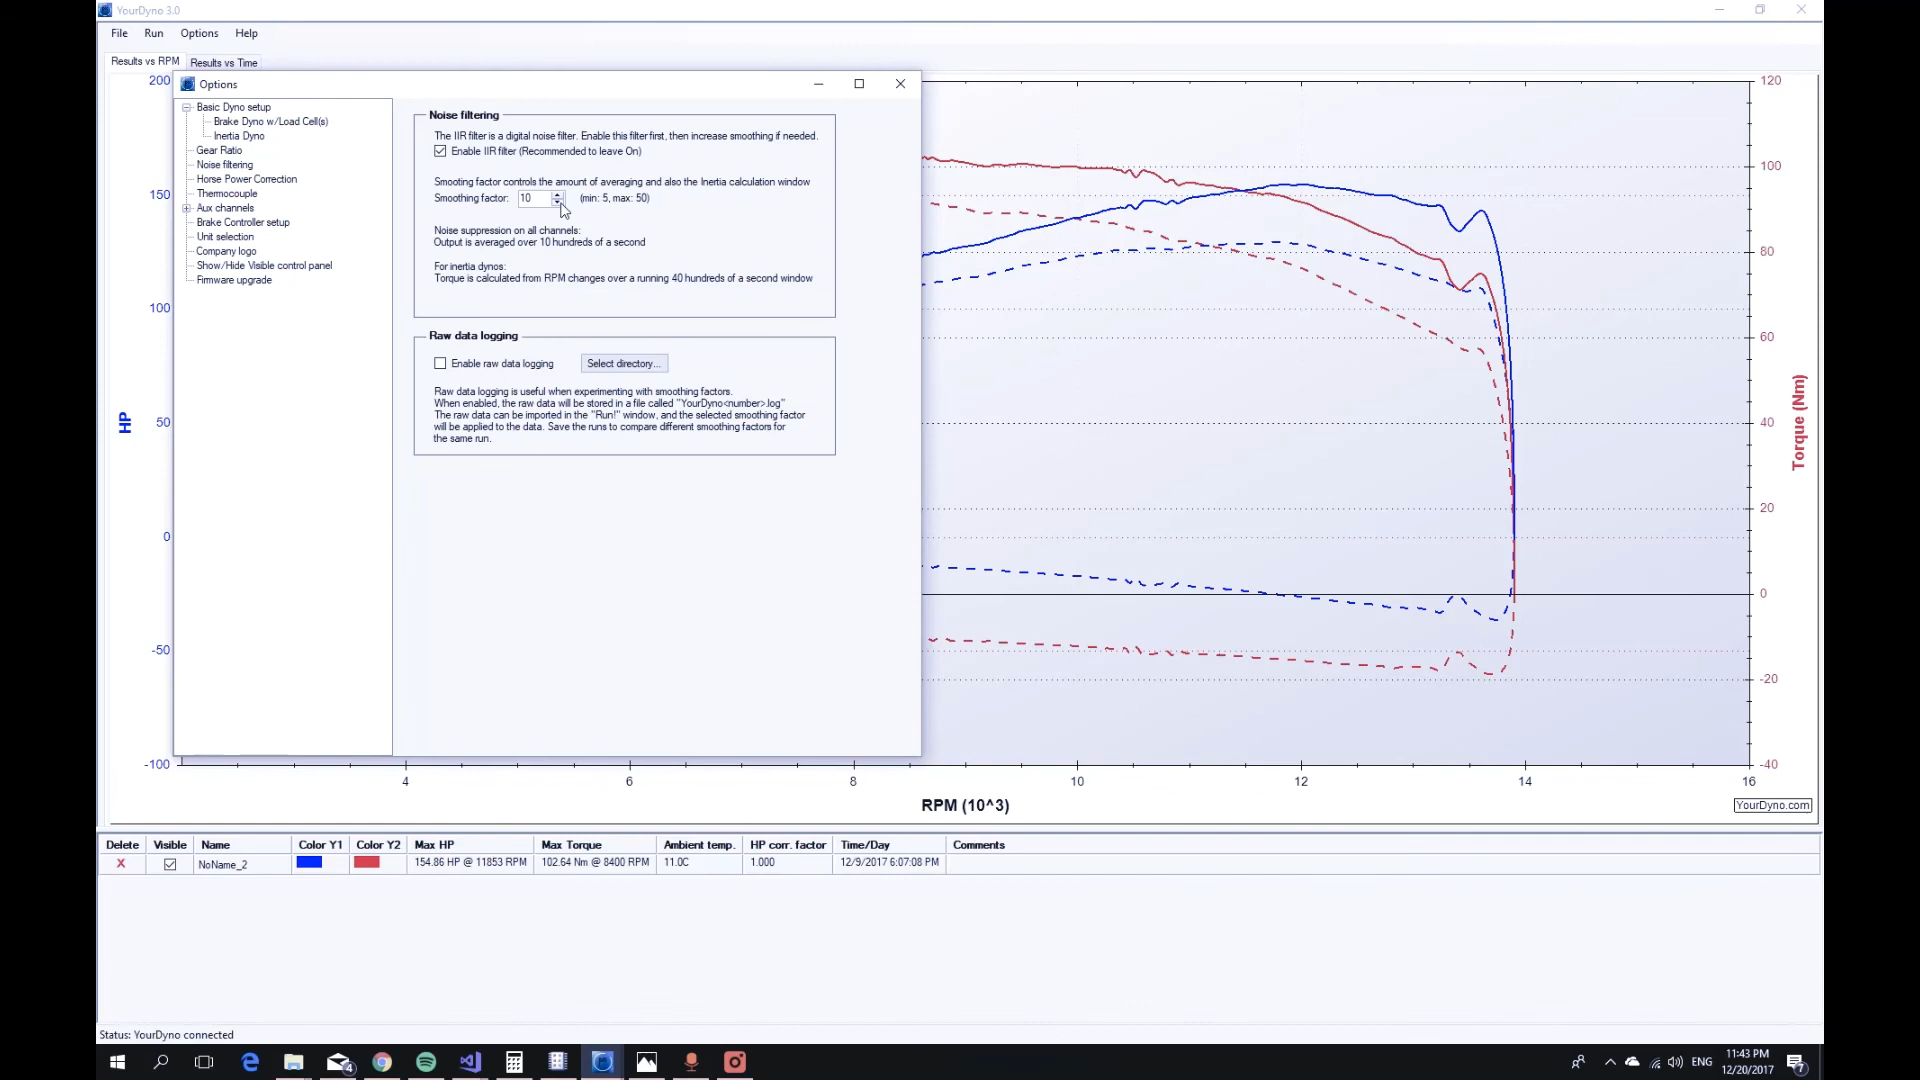 YourDyno 3.0
File Run Options Help
Results vs RPM Results vs Time
Options
Basic Dyno setup
Brake Dyno w/Load Cell(s)
Inertia Dyno
Gear Ratio
Noise filtering
Horse Power Correction
Thermocouple
Aux channels
Brake Controller setup
Unit selection
Company logo
Show/Hide Visible control panel
Firmware upgrade
Noise filtering
The IIR filter is a digital noise filter. Enable this filter first, then increase smoothing if needed.
Enable IIR filter (Recommended to leave On)
Smooting factor controls the amount of averaging and also the Inertia calculation window
Smoothing factor: 10 (min: 5, max: 50)
Noise suppression on all channels:
Output is averaged over 10 hundreds of a second
For inertia dynos:
Torque is calculated from RPM changes over a running 40 hundreds of a second window
Raw data logging
Enable raw data logging Select directory...
Raw data logging is useful when experimenting with smoothing factors.
When enabled, the raw data will be stored in a file called "YourDyno<number>.log"
The raw data can be imported in the "Run!" window, and the selected smoothing factor
will be applied to the data. Save the runs to compare different smoothing factors for
the same run.
200
150
100
50
0
-50
-100
HP
120
100
80
60
40
20
0
-20
-40
Torque (Nm)
4 6 8 10 12 14 16
RPM (10^3)
YourDyno.com
Delete Visible Name Color Y1 Color Y2 Max HP Max Torque Ambient temp. HP corr. factor Time/Day Comments
X NoName_2 154.86 HP @ 11853 RPM 102.64 Nm @ 8400 RPM 11.0C 1.000 12/9/2017 6:07:08 PM
Status: YourDyno connected
4
ENG
11:43 PM
12/20/2017
7